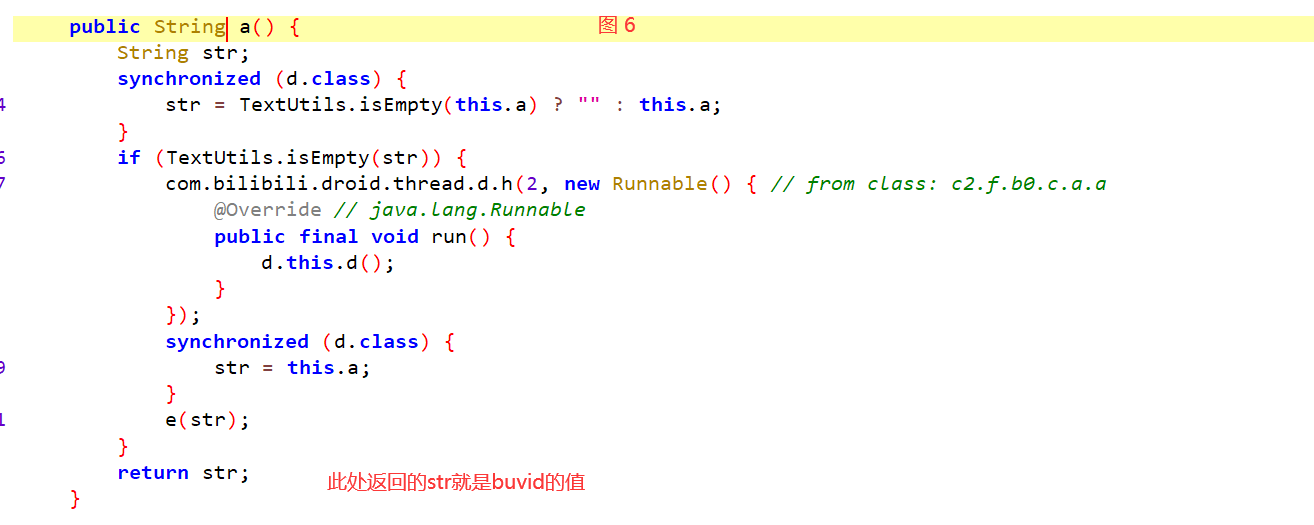 public String a() { 图 6
String str;
synchronized (d.class) {
4 str = TextUtils.isEmpty(this.a) ? "" : this.a;
}
if (TextUtils.isEmpty(str)) {
7 com.bilibili.droid.thread.d.h(2, new Runnable() { // from class: c2.f.b0.c.a.a
@Override // java.lang.Runnable
public final void run() {
d.this.d();
}
});
synchronized (d.class) {
9 str = this.a;
}
1 e(str);
}
return str; 此处返回的str就是buvid的值
}